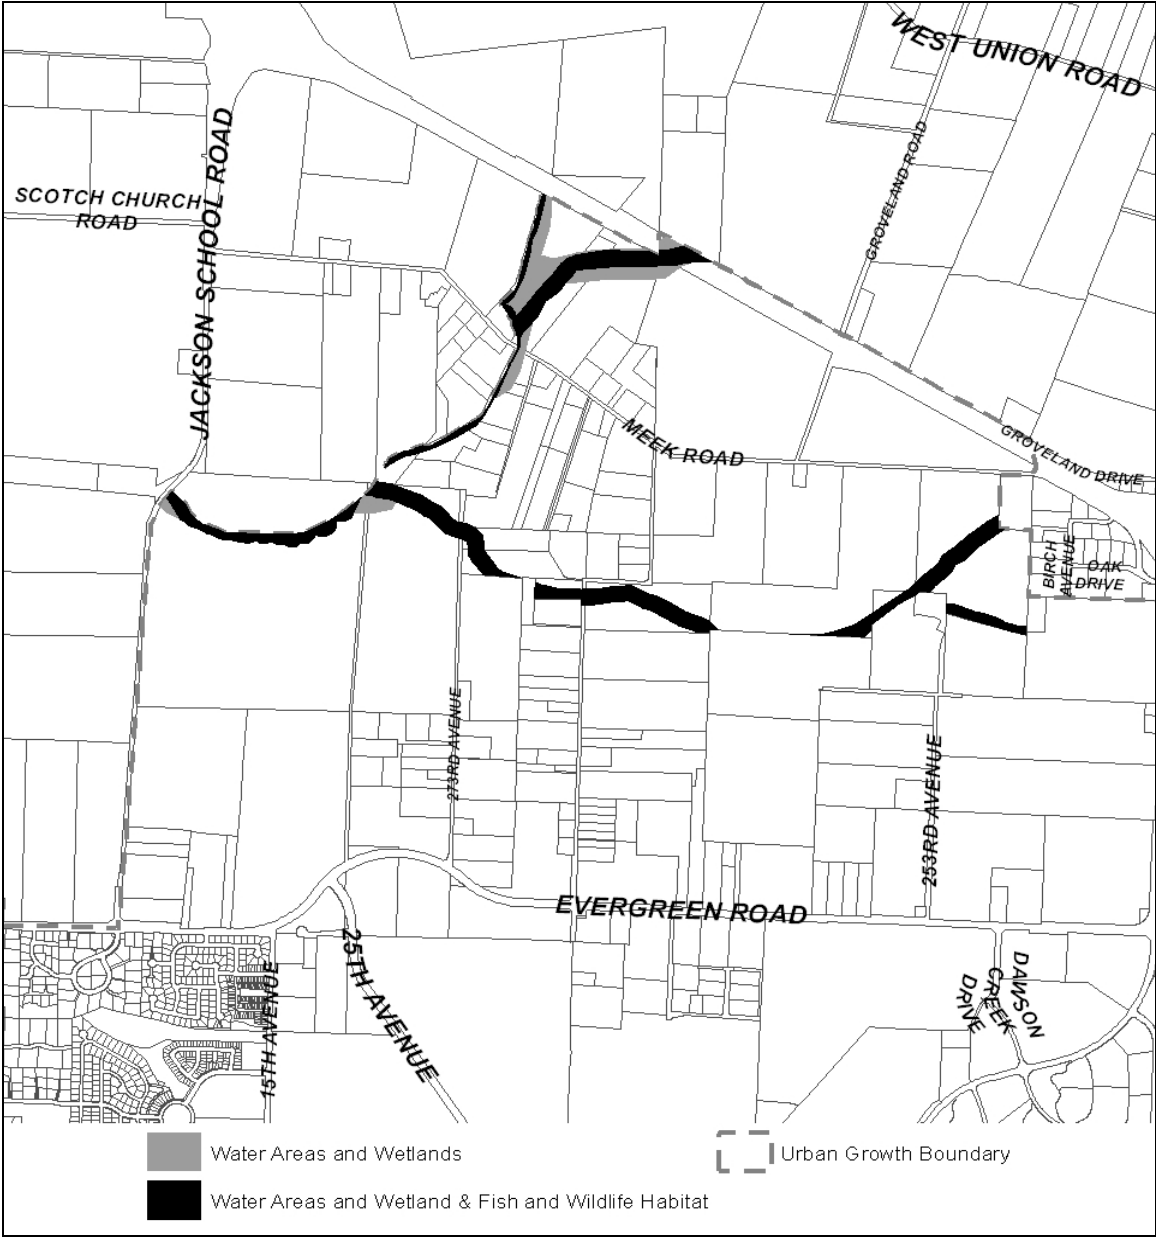 WEST UNION ROAD
GROVELAND ROAD
SCOTCH CHURCH
ROAD
JACKSON SCHOOL ROAD
MEEK ROAD
GROVELAND DRIVE
BIRCH
AVENUE
OAK
DRIVE
273RD AVENUE
253RD AVENUE
EVERGREEN ROAD
25TH AVENUE
15TH AVENUE
DAWSON
CREEK
DRIVE
Water Areas and Wetlands
Urban Growth Boundary
Water Areas and Wetland & Fish and Wildlife Habitat